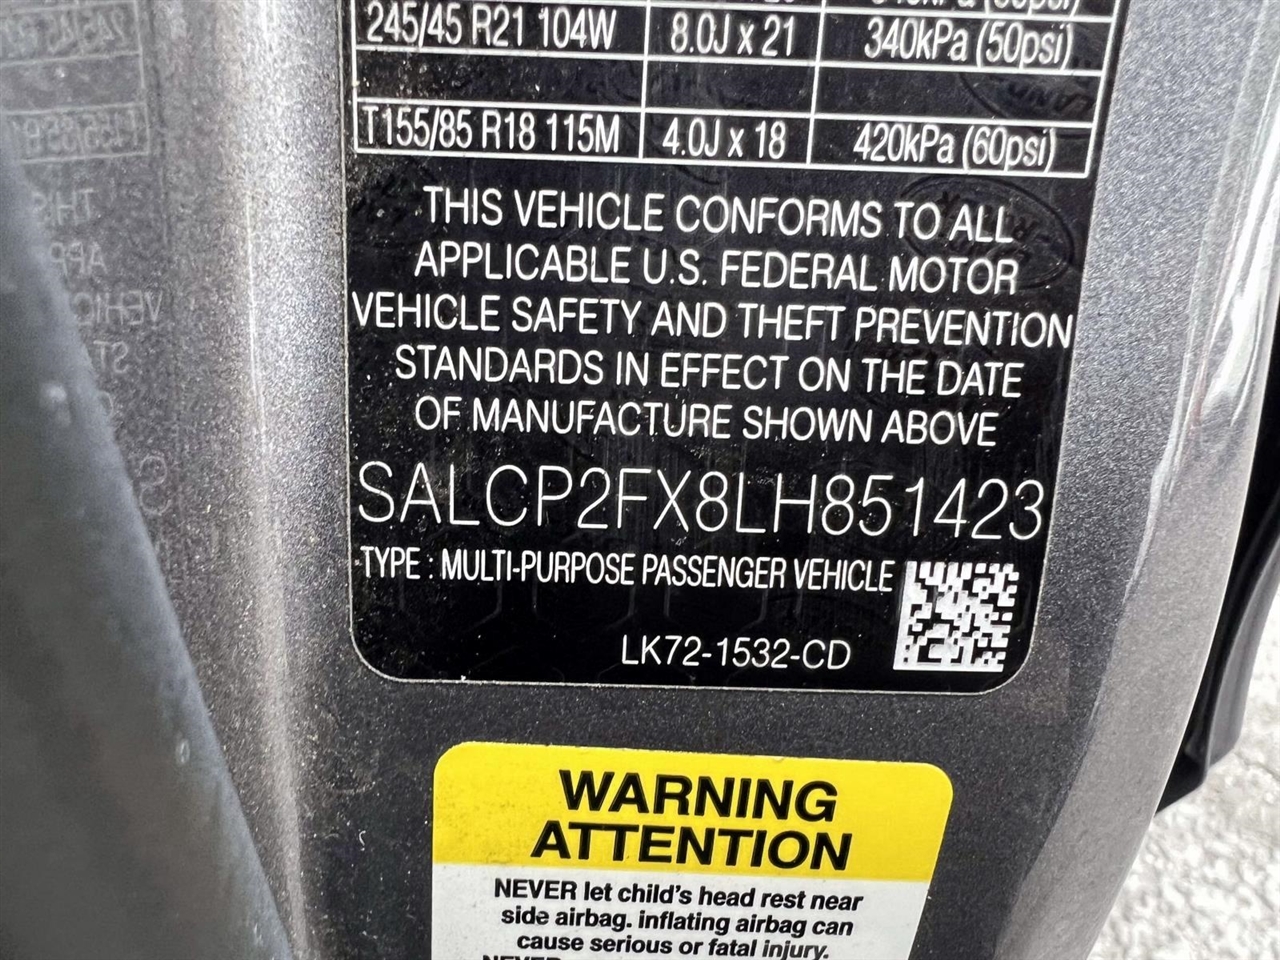 245/45 R21 104W 8.0J x 21 340kPa (50psi)
T155/85 R18 115M 4.0J x 18 420kPa (60psi)
THIS VEHICLE CONFORMS TO ALL
APPLICABLE U.S. FEDERAL MOTOR
VEHICLE SAFETY AND THEFT PREVENTION
STANDARDS IN EFFECT ON THE DATE
OF MANUFACTURE SHOWN ABOVE
SALCP2FX8LH851423
TYPE : MULTI-PURPOSE PASSENGER VEHICLE
LK72-1532-CD
WARNING
ATTENTION
NEVER let child's head rest near
side airbag. inflating airbag can
cause serious or fatal injury.